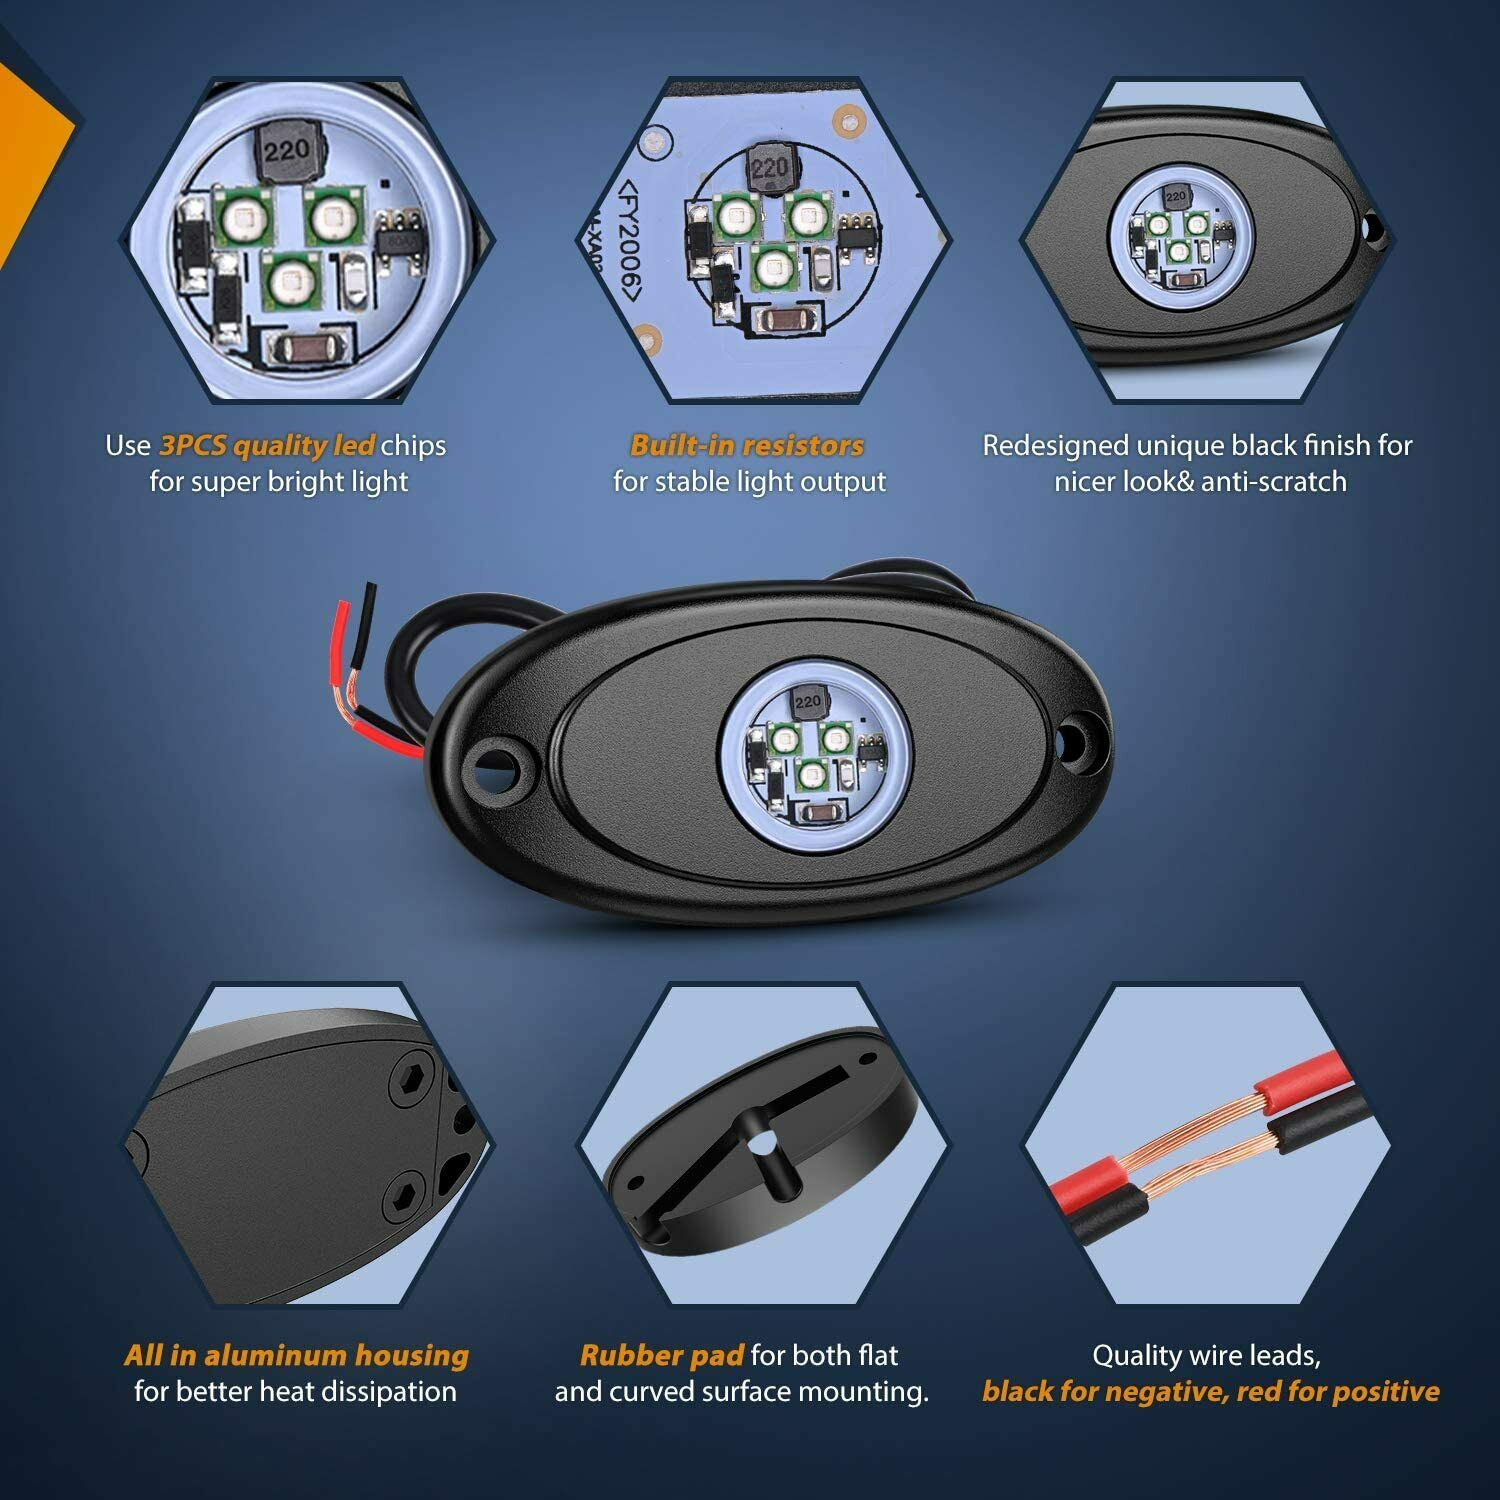 220
220
<FY2006>
220
Use 3PCS quality led chips
for super bright light
Built-in resistors
for stable light output
Redesigned unique black finish for
nicer look& anti-scratch
220
All in aluminum housing
for better heat dissipation
Rubber pad for both flat
and curved surface mounting.
Quality wire leads,
black for negative, red for positive